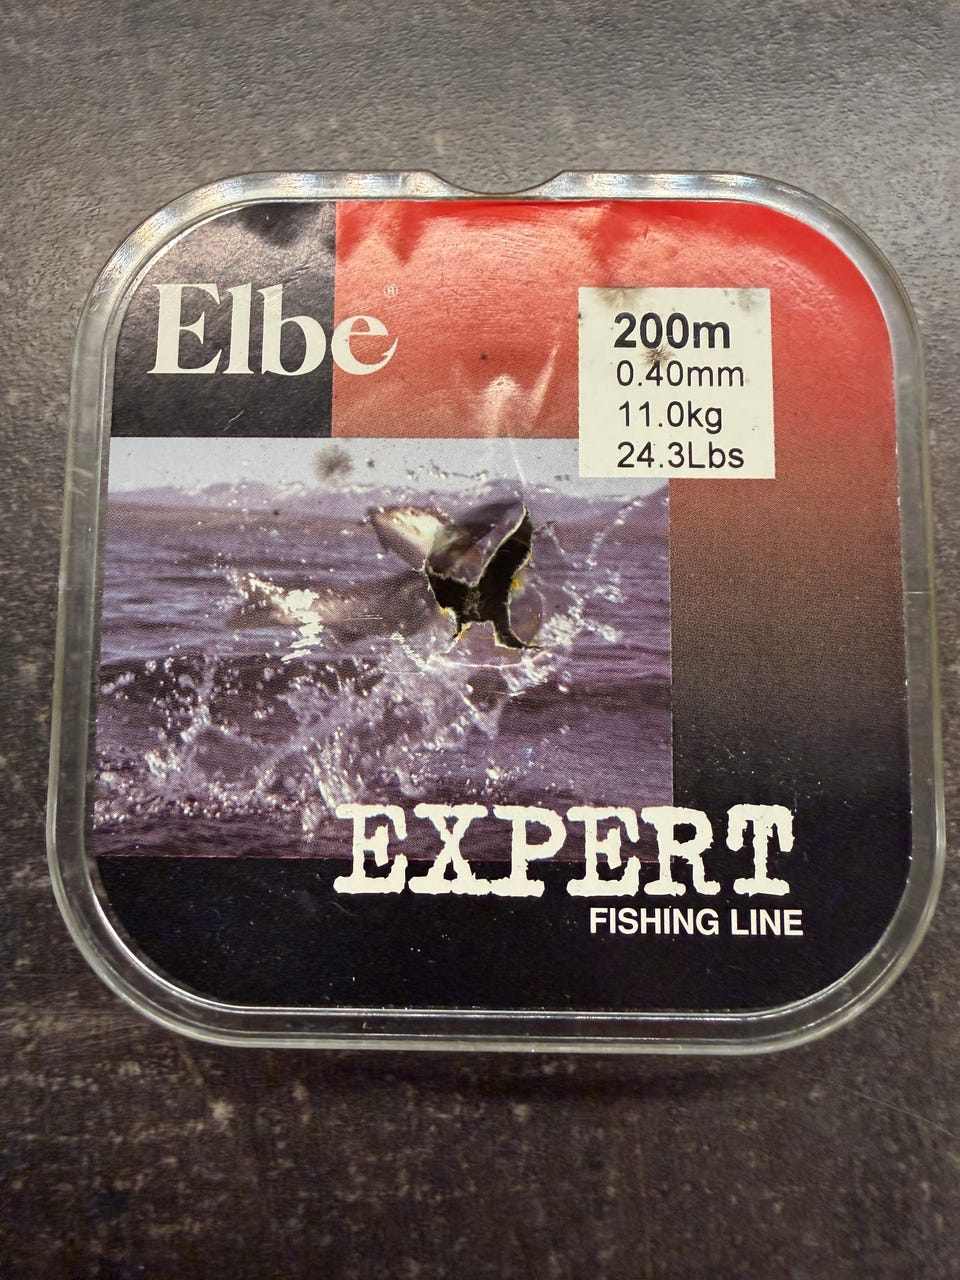 Elbe®
200m
0.40mm
11.0kg
24.3Lbs
EXPERT
FISHING LINE